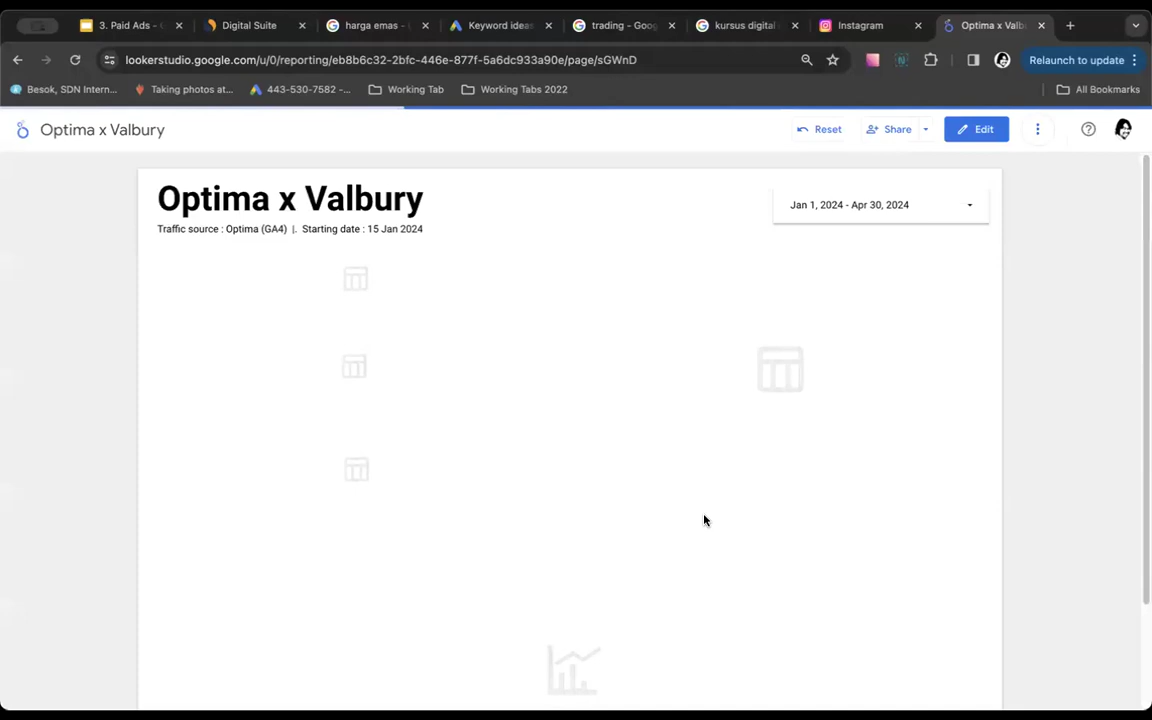 3. Paid Ads -
Digital Suite
harga emas -
Keyword ideas
trading - Goog
kursus digital
Instagram
Optima x Valb
lookerstudio.google.com/u/0/reporting/eb8b6c32-2bfc-446e-877f-5a6dc933a90e/page/sGWnD
Relaunch to update
Besok, SDN Intern...
Taking photos at...
443-530-7582 -...
Working Tab
Working Tabs 2022
All Bookmarks
Optima x Valbury
Reset
Share
Edit
Optima x Valbury
Jan 1, 2024 - Apr 30, 2024
Traffic source : Optima (GA4) |. Starting date : 15 Jan 2024